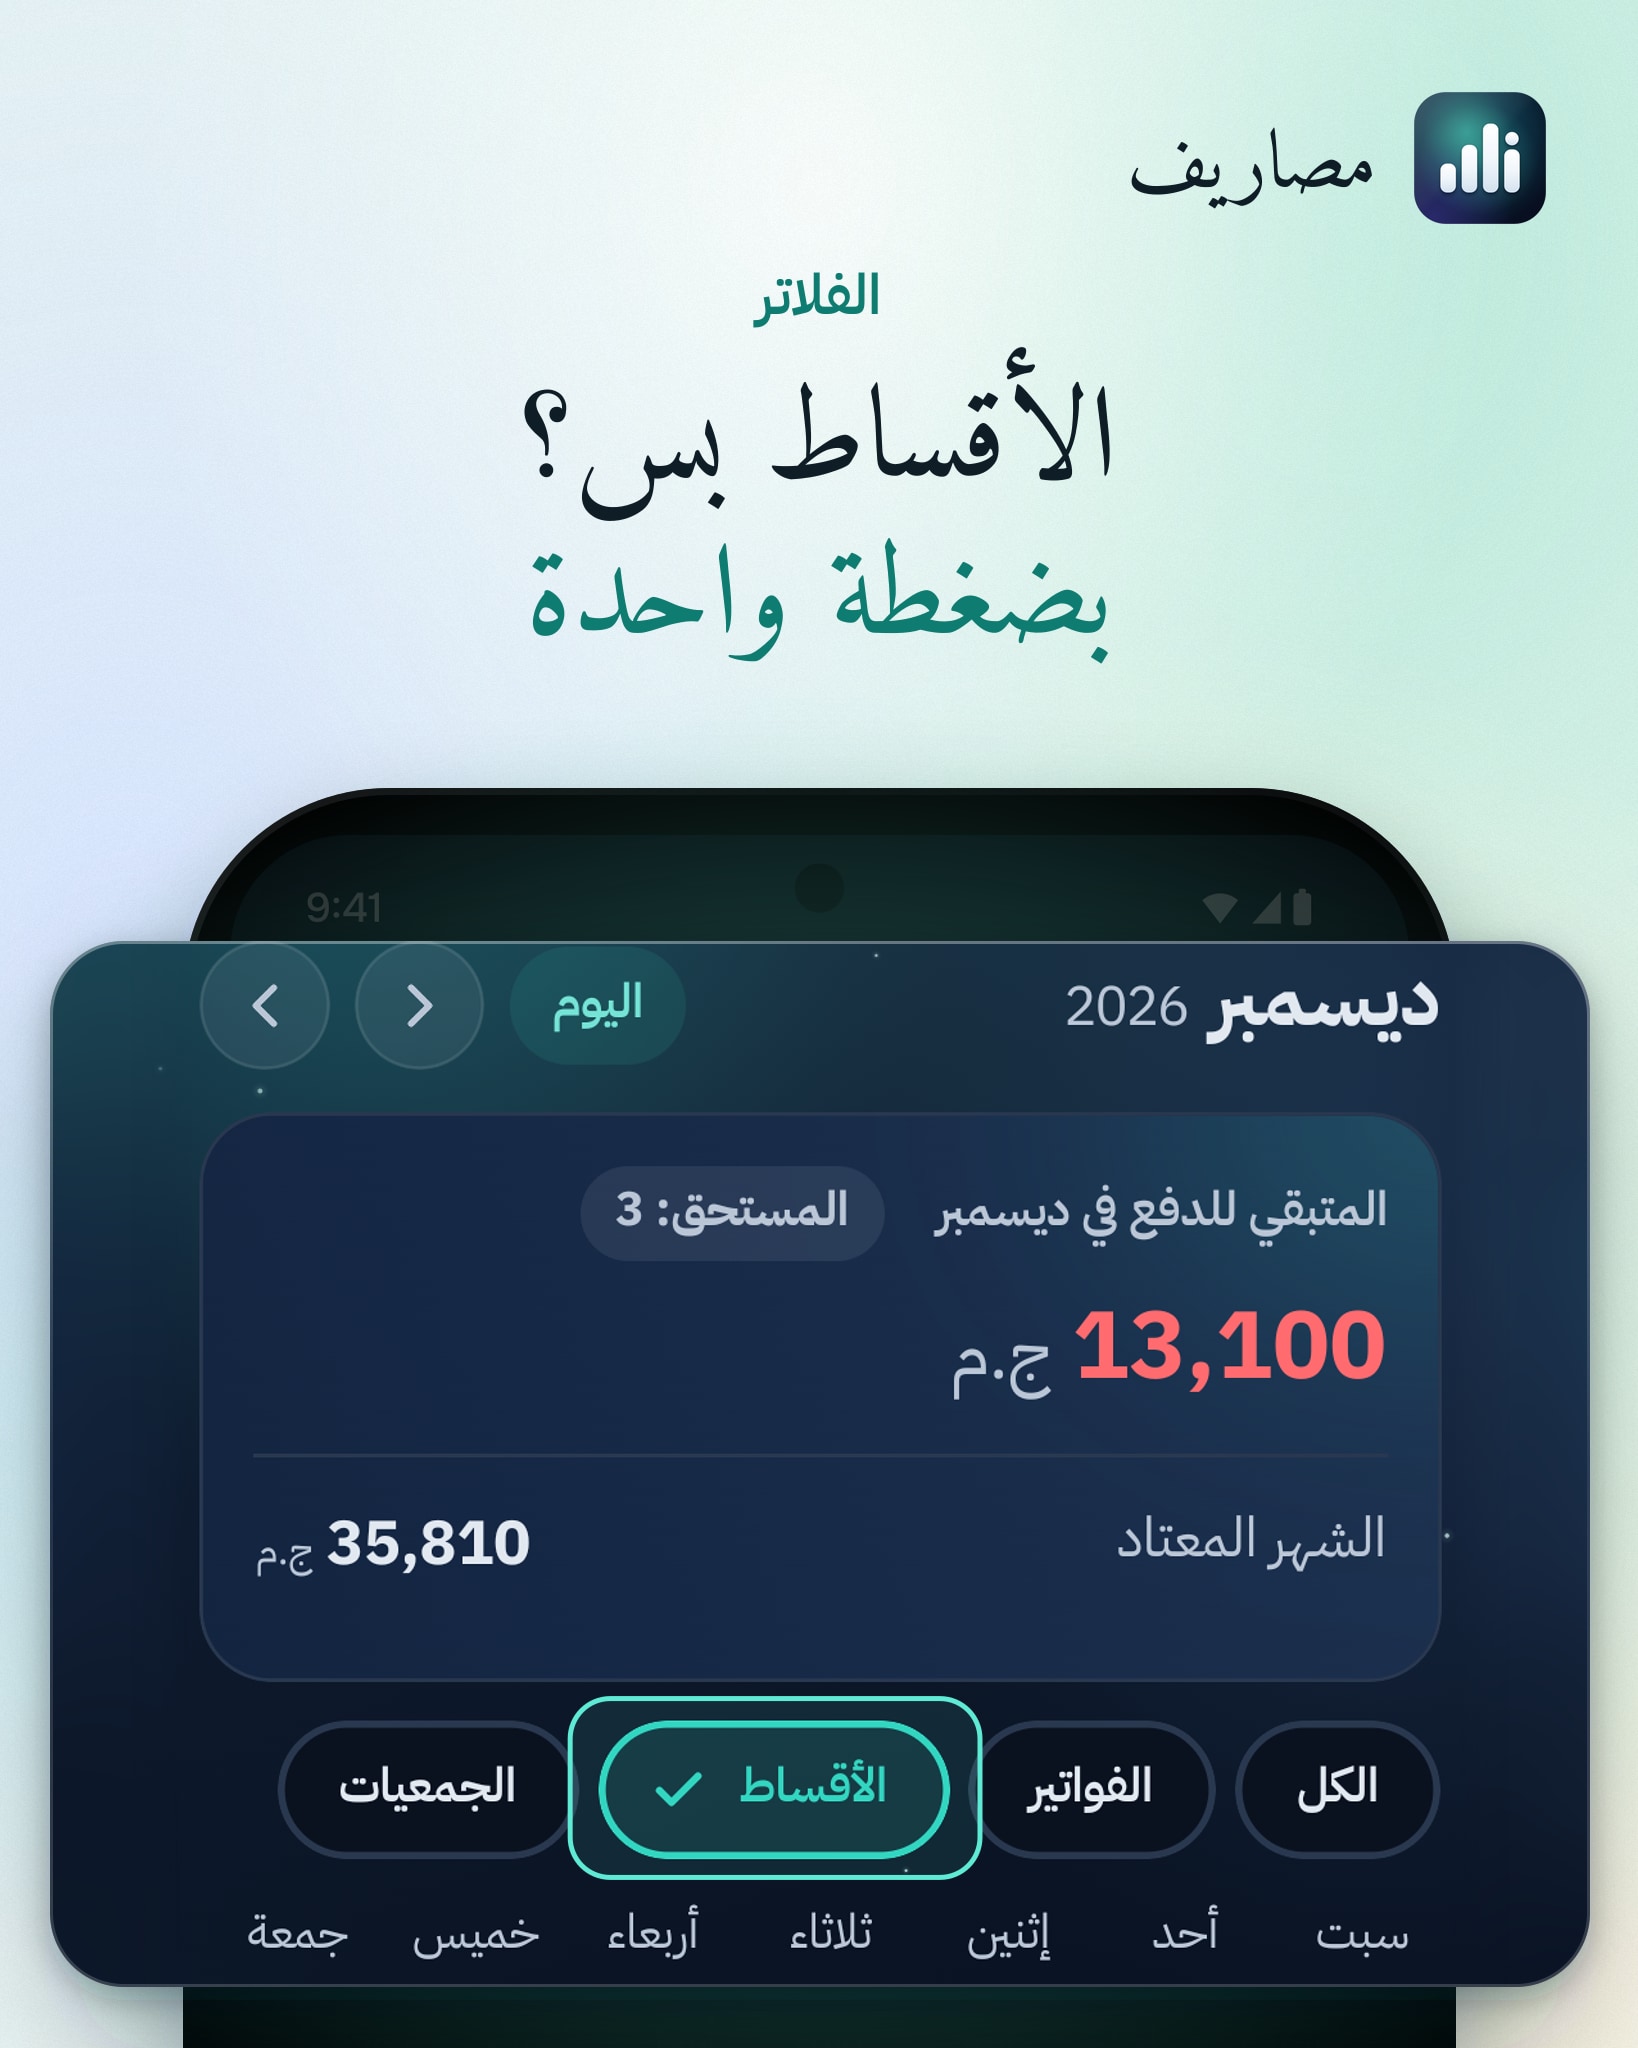 مصاريف
الفلاتر
الأقساط بس؟
بضغطة واحدة
9:41
ديسمبر 2026 اليوم
المتبقي للدفع في ديسمبر المستحق: 3
13,100 ج.م
الشهر المعتاد 35,810 ج.م
الكل الفواتير الأقساط الجمعيات
سبت أحد إثنين ثلاثاء أربعاء خميس جمعة